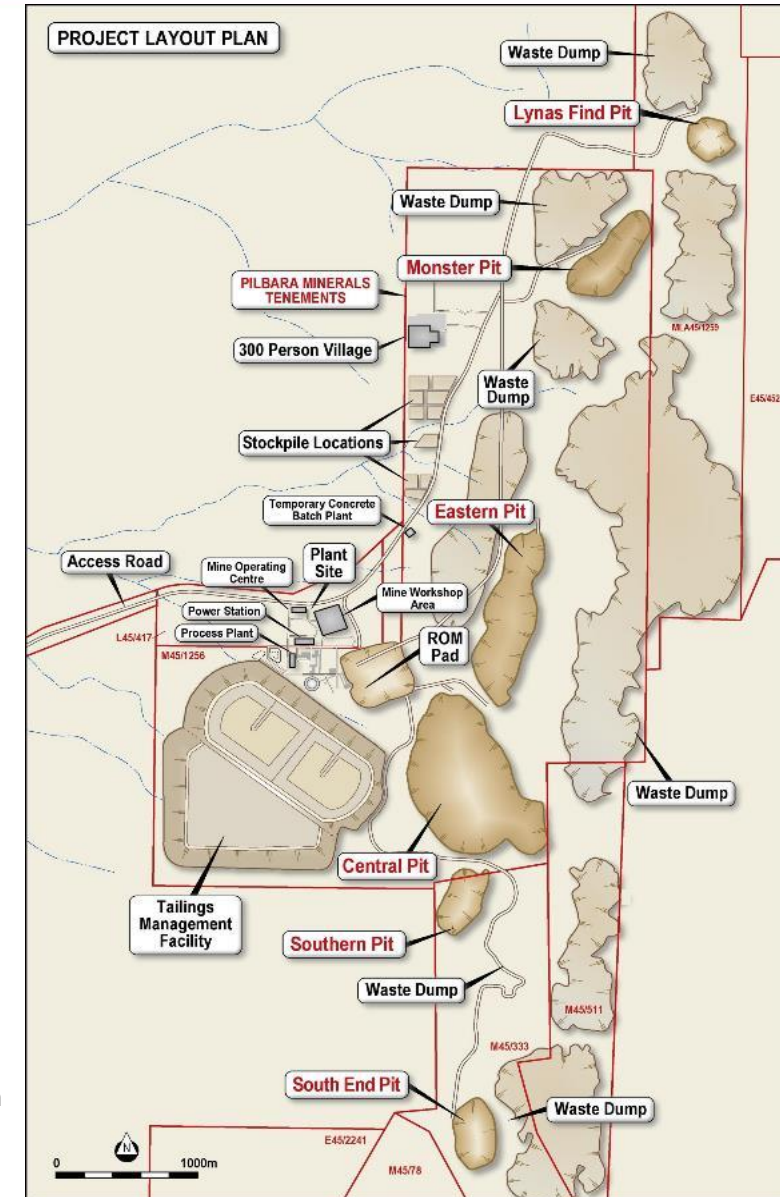 PROJECT LAYOUT PLAN
Waste Dump
Lynas Find Pit
Waste Dump
Monster Pit
PILBARA MINERALS
TENEMENTS
MLA45/1259
300 Person Village
Waste
Dump
E45/452
Stockpile Locations
Temporary Concrete
Batch Plant
Eastern Pit
Access Road
Mine Operating
Centre
Plant
Site
Mine Workshop
Area
Power Station
Process Plant
L45/417
M45/1256
ROM
Pad
Waste Dump
Central Pit
Tailings
Management
Facility
Southern Pit
Waste Dump
M45/511
M45/333
South End Pit
Waste Dump
E45/2241
M45/78
N
0 1000m